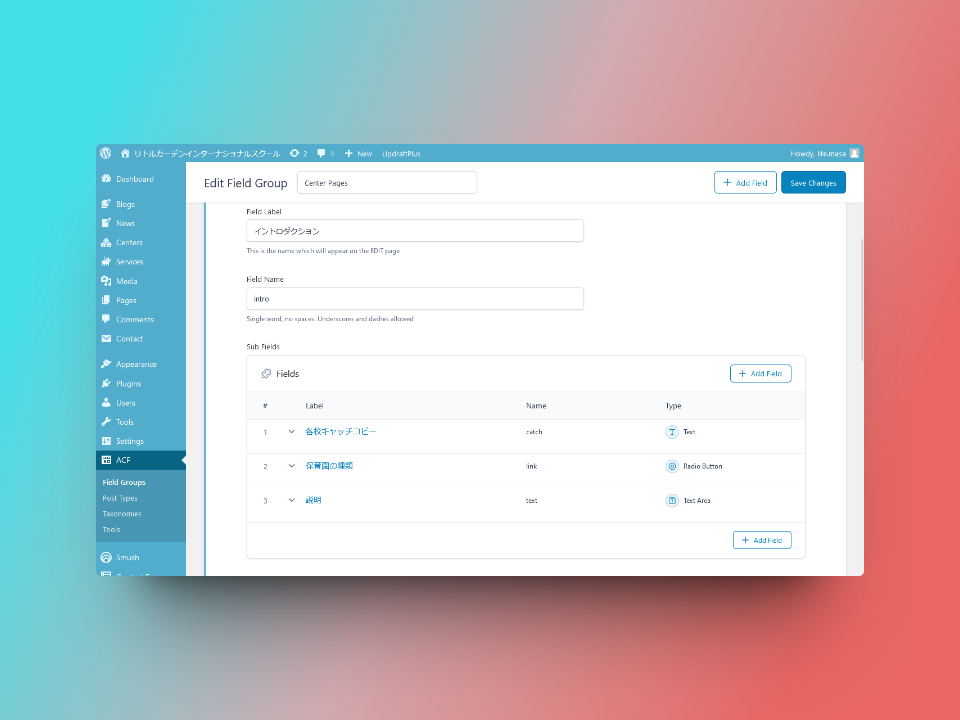 リトルガーデンインターナショナルスクール 2 0 New UpdraftPlus Howdy, life.masa
Dashboard
Blogs
News
Centers
Services
Media
Pages
Comments
Contact
Appearance
Plugins
Users
Tools
Settings
ACF
Field Groups
Post Types
Taxonomies
Tools
Smush
Edit Field Group Center Pages Add Field Save Changes
Field Label
イントロダクション
This is the name which will appear on the EDIT page
Field Name
intro
Single word, no spaces. Underscores and dashes allowed
Sub Fields
Fields Add Field
# Label Name Type
1 各校キャッチコピー catch Text
2 保育園の種類 link Radio Button
3 説明 text Text Area
Add Field